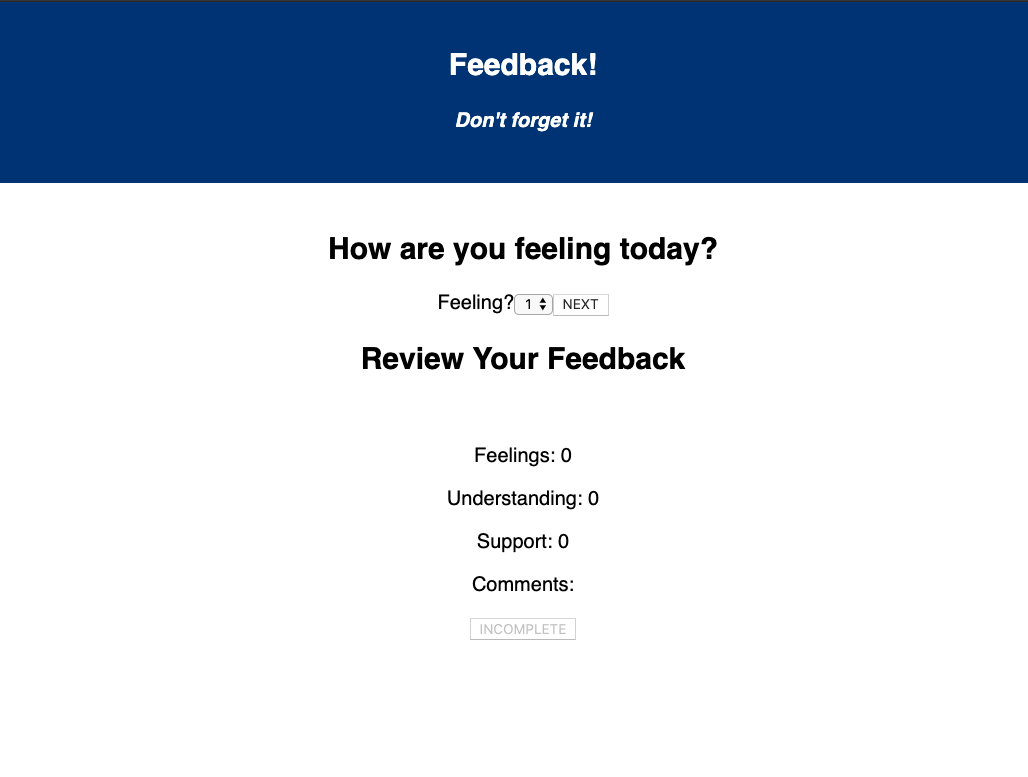 Feedback!
Don't forget it!
How are you feeling today?
Feeling? 1 NEXT
Review Your Feedback
Feelings: 0
Understanding: 0
Support: 0
Comments:
INCOMPLETE